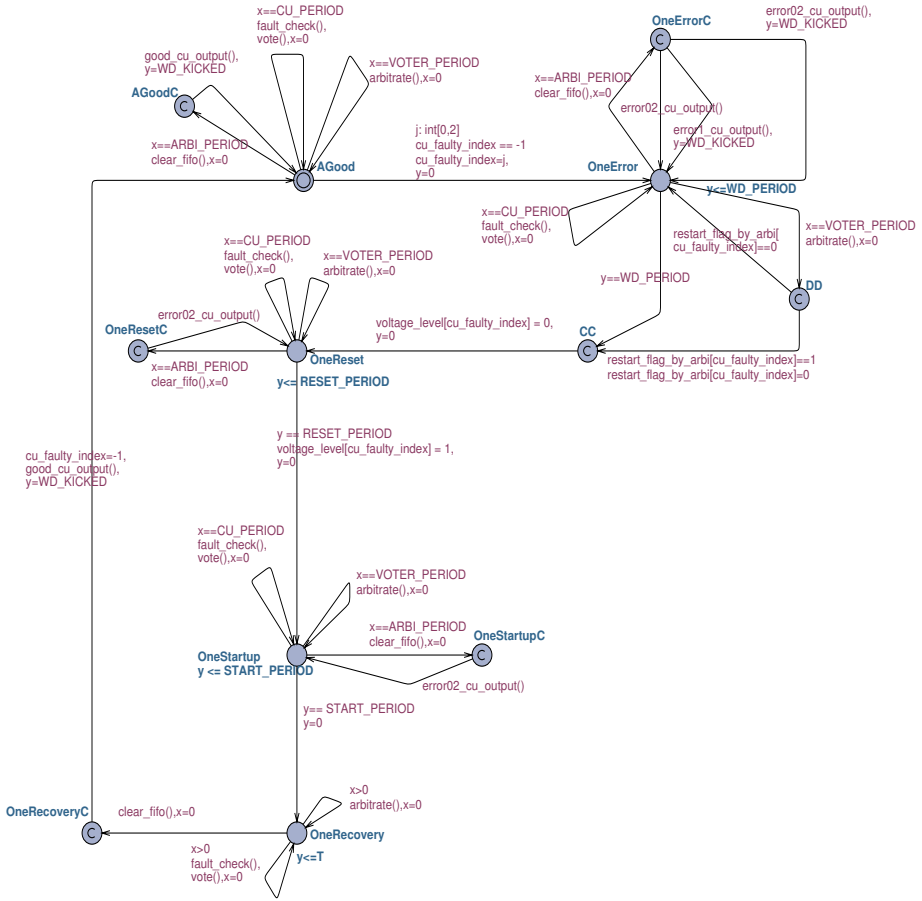 x==CU_PERIOD
fault_check(),
vote(),x=0
good_cu_output(),
y=WD_KICKED
x==VOTER_PERIOD
arbitrate(),x=0
AGoodC
C
x==ARBI_PERIOD
clear_fifo(),x=0
AGood
j: int[0,2]
cu_faulty_index == -1
cu_faulty_index=j,
y=0
OneErrorC
C
error02_cu_output(),
y=WD_KICKED
x==ARBI_PERIOD
clear_fifo(),x=0
error02_cu_output()
error1_cu_output(),
y=WD_KICKED
OneError
y<=WD_PERIOD
x==CU_PERIOD
fault_check(),
vote(),x=0
restart_flag_by_arbi[
cu_faulty_index]==0
x==VOTER_PERIOD
arbitrate(),x=0
y==WD_PERIOD
DD
C
x==CU_PERIOD
fault_check(),
vote(),x=0
x==VOTER_PERIOD
arbitrate(),x=0
error02_cu_output()
OneResetC
C
x==ARBI_PERIOD
clear_fifo(),x=0
OneReset
y<= RESET_PERIOD
voltage_level[cu_faulty_index] = 0,
y=0
CC
C
restart_flag_by_arbi[cu_faulty_index]==1
restart_flag_by_arbi[cu_faulty_index]=0
y == RESET_PERIOD
voltage_level[cu_faulty_index] = 1,
y=0
cu_faulty_index=-1,
good_cu_output(),
y=WD_KICKED
x==CU_PERIOD
fault_check(),
vote(),x=0
x==VOTER_PERIOD
arbitrate(),x=0
x==ARBI_PERIOD
clear_fifo(),x=0
OneStartupC
C
OneStartup
y <= START_PERIOD
error02_cu_output()
y== START_PERIOD
y=0
x>0
arbitrate(),x=0
OneRecoveryC
C
clear_fifo(),x=0
OneRecovery
y<=T
x>0
fault_check(),
vote(),x=0